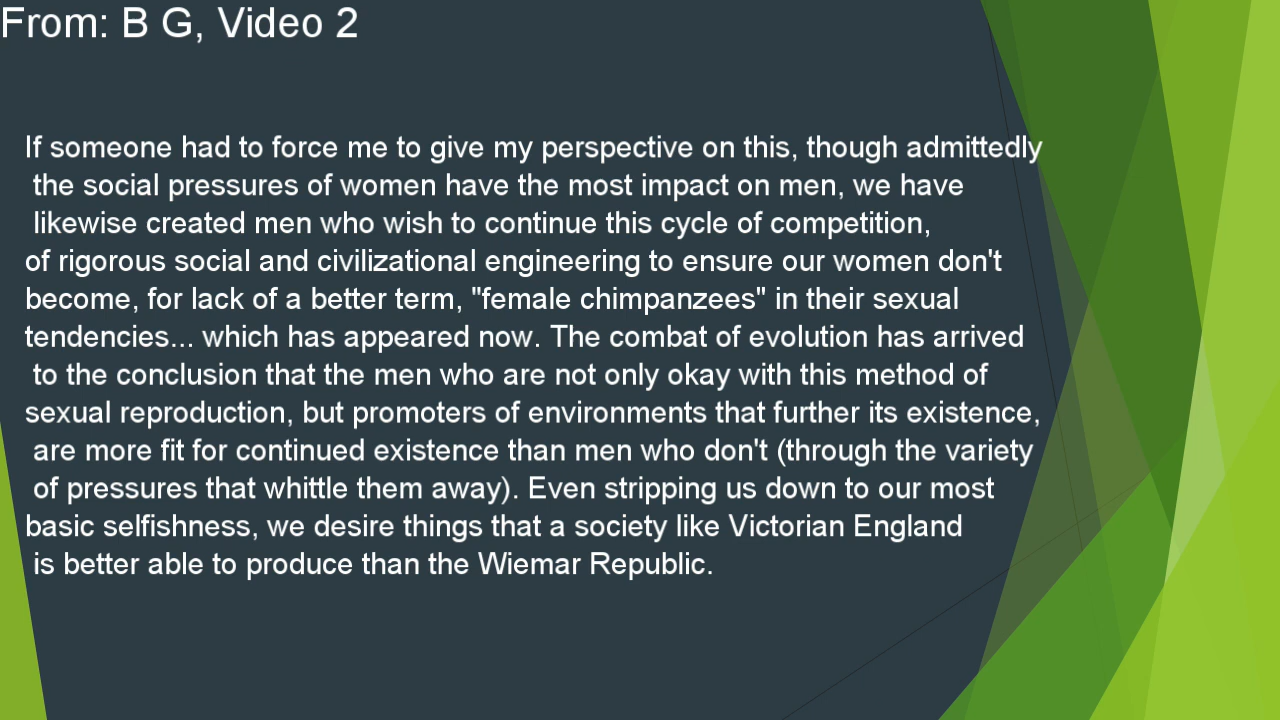 From: B G, Video 2
If someone had to force me to give my perspective on this, though admittedly
the social pressures of women have the most impact on men, we have
likewise created men who wish to continue this cycle of competition,
of rigorous social and civilizational engineering to ensure our women don't
become, for lack of a better term, "female chimpanzees" in their sexual
tendencies... which has appeared now. The combat of evolution has arrived
to the conclusion that the men who are not only okay with this method of
sexual reproduction, but promoters of environments that further its existence,
are more fit for continued existence than men who don't (through the variety
of pressures that whittle them away). Even stripping us down to our most
basic selfishness, we desire things that a society like Victorian England
is better able to produce than the Wiemar Republic.